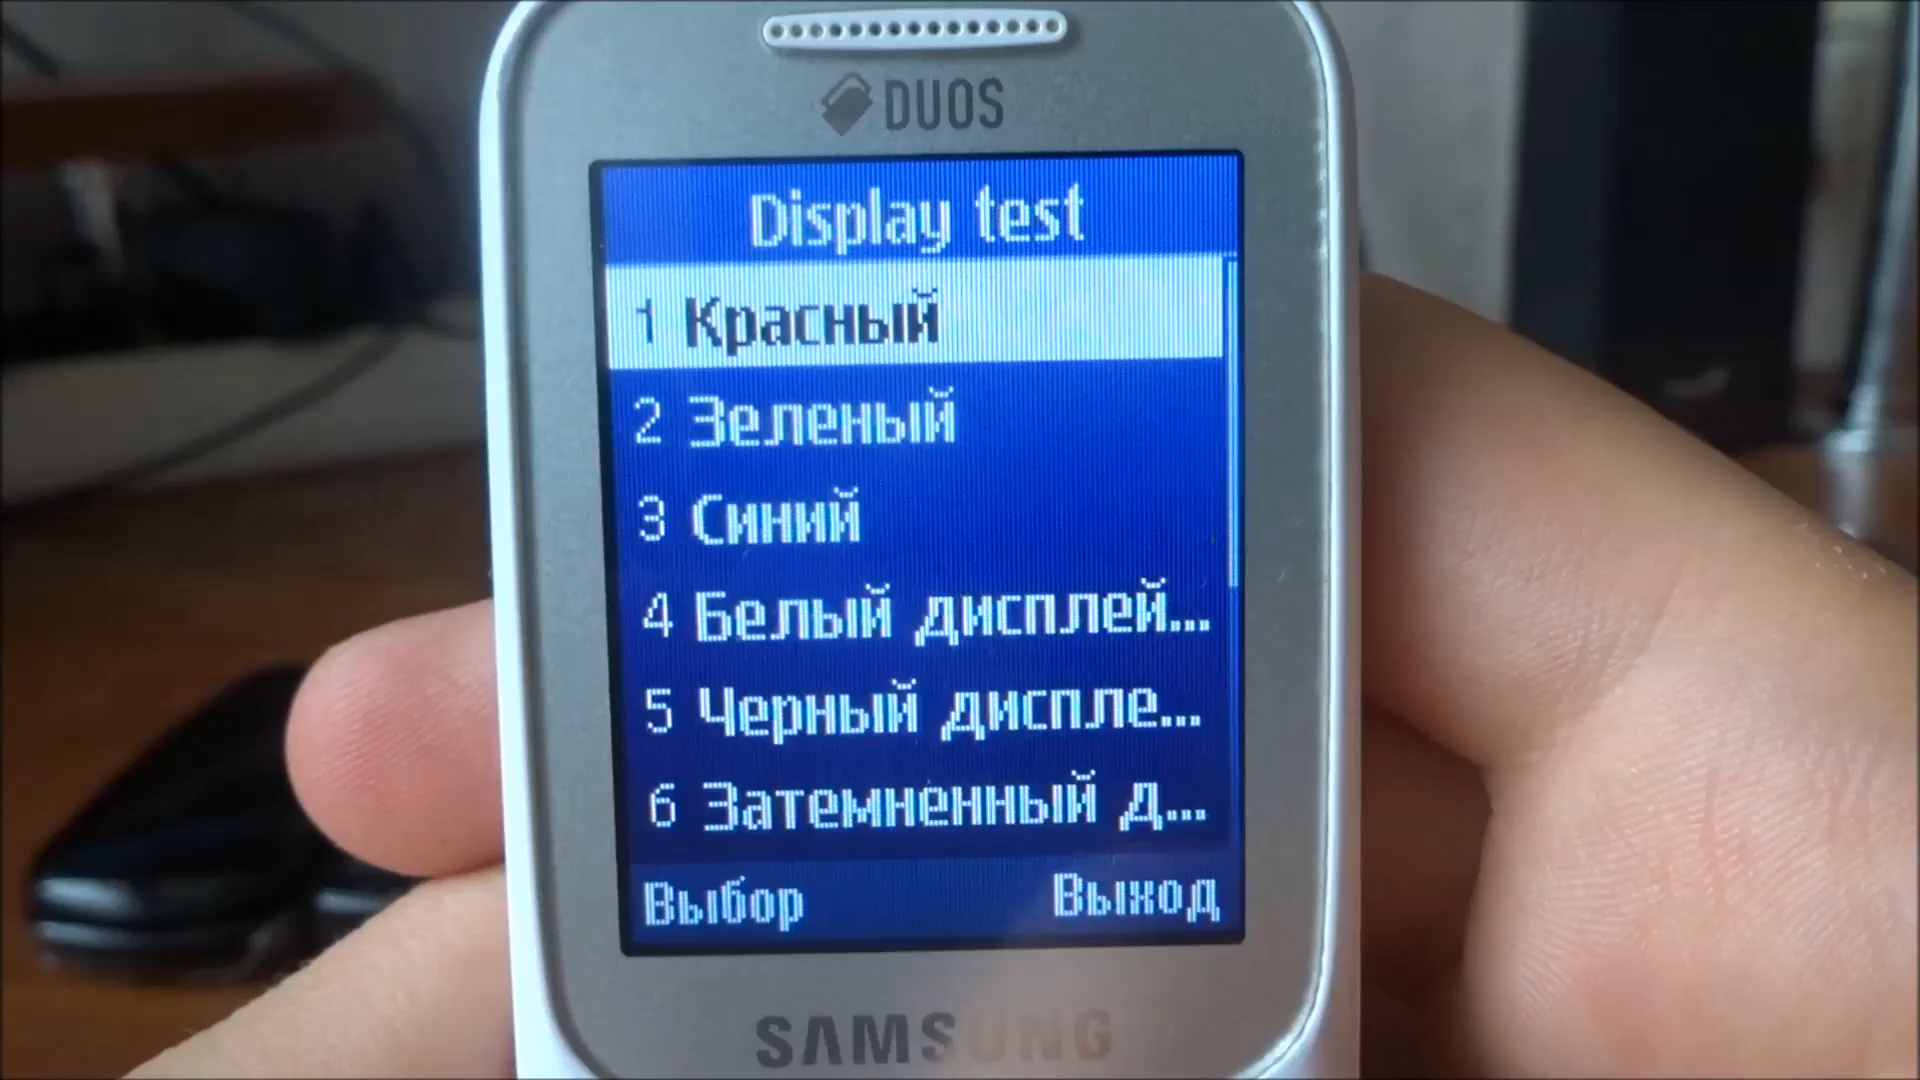 DUOS
Display test
1 Красный
2 Зеленый
3 Синий
4 Белый дисплей...
5 Черный диспле...
6 Затемненный д...
Выбор Выход
SAMSUNG